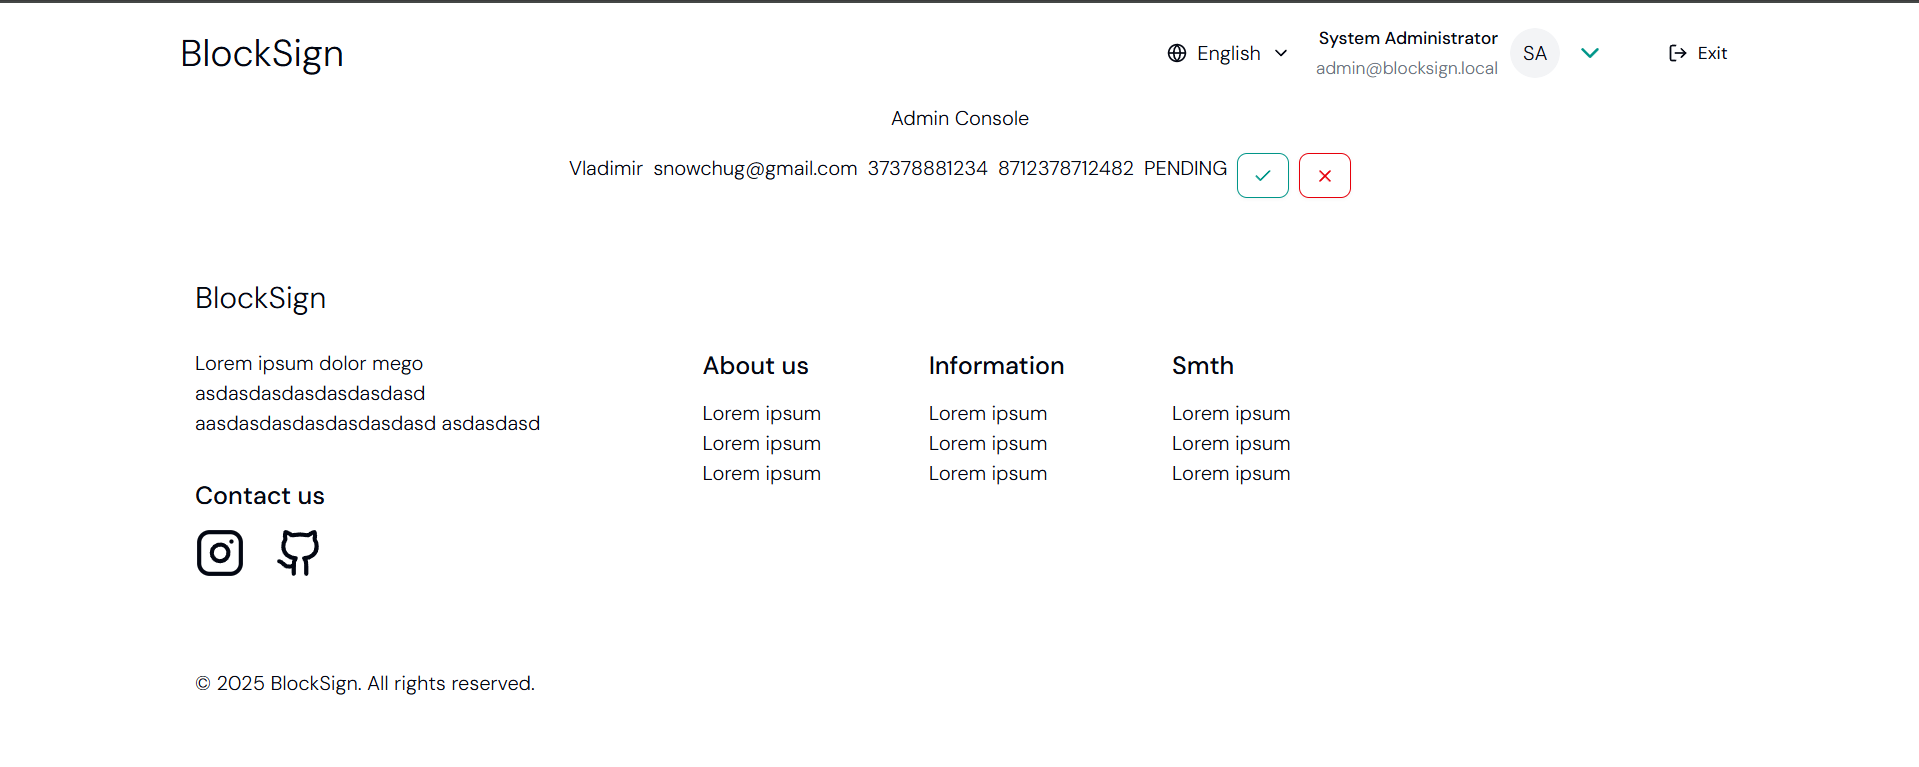 BlockSign
English
System Administrator
admin@blocksign.local
SA
Exit
Admin Console
Vladimir snowchug@gmail.com 37378881234 8712378712482 PENDING
BlockSign
Lorem ipsum dolor mego
asdasdasdasdasdasdasd
aasdasdasdasdasdasdasd asdasdasd
Contact us
About us
Lorem ipsum
Lorem ipsum
Lorem ipsum
Information
Lorem ipsum
Lorem ipsum
Lorem ipsum
Smth
Lorem ipsum
Lorem ipsum
Lorem ipsum
© 2025 BlockSign. All rights reserved.